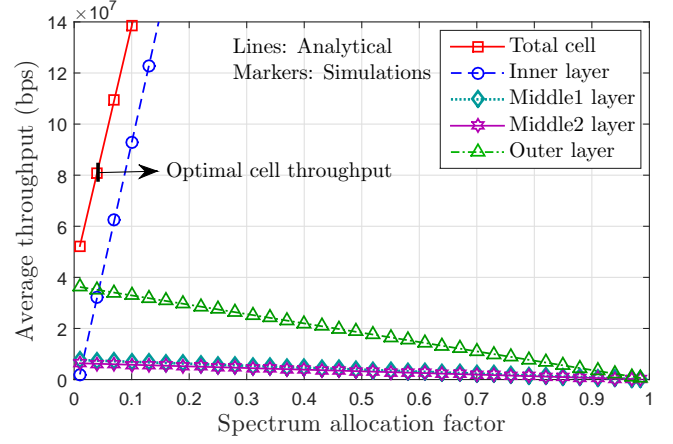 ×10⁷
14
12
10
8
6
4
2
0
Average throughput (bps)
Lines: Analytical
Markers: Simulations
Total cell
Inner layer
Middle1 layer
Middle2 layer
Outer layer
Optimal cell throughput
0 0.1 0.2 0.3 0.4 0.5 0.6 0.7 0.8 0.9 1
Spectrum allocation factor